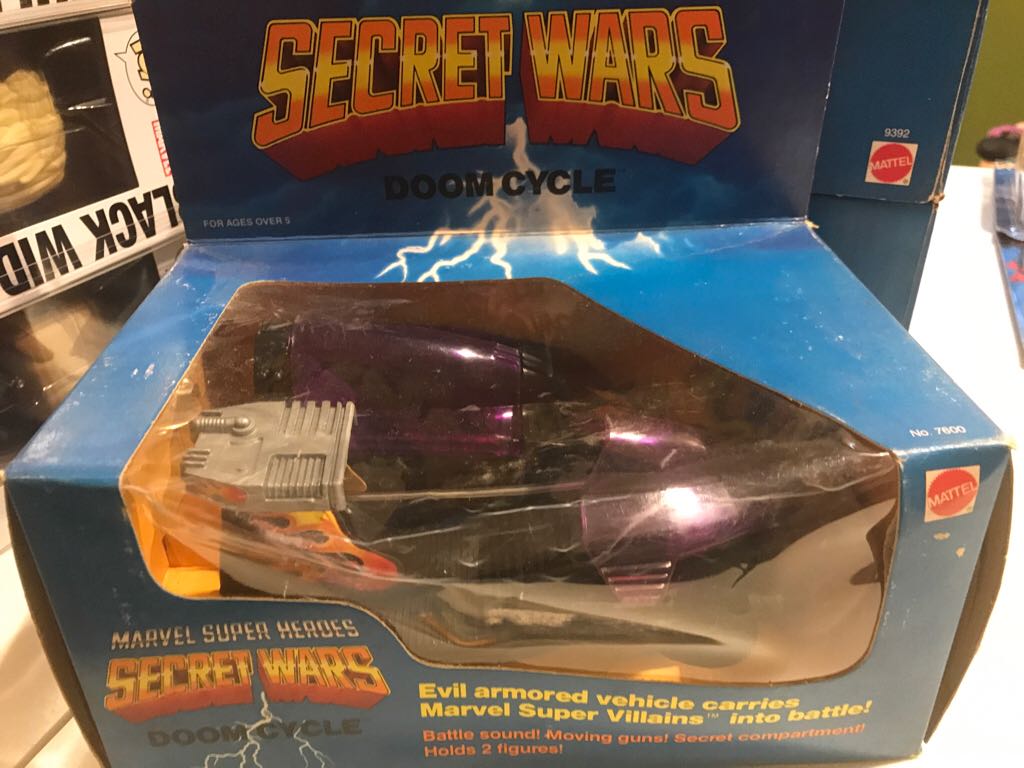 SECRET WARS
DOOM CYCLE
FOR AGES OVER 5
9392
MATTEL
LACK WID
No. 7600
MATTEL
MARVEL SUPER HEROES
SECRET WARS
DOOM CYCLE
Evil armored vehicle carries
Marvel Super Villains™ into battle!
Battle sound! Moving guns! Secret compartment!
Holds 2 figures!